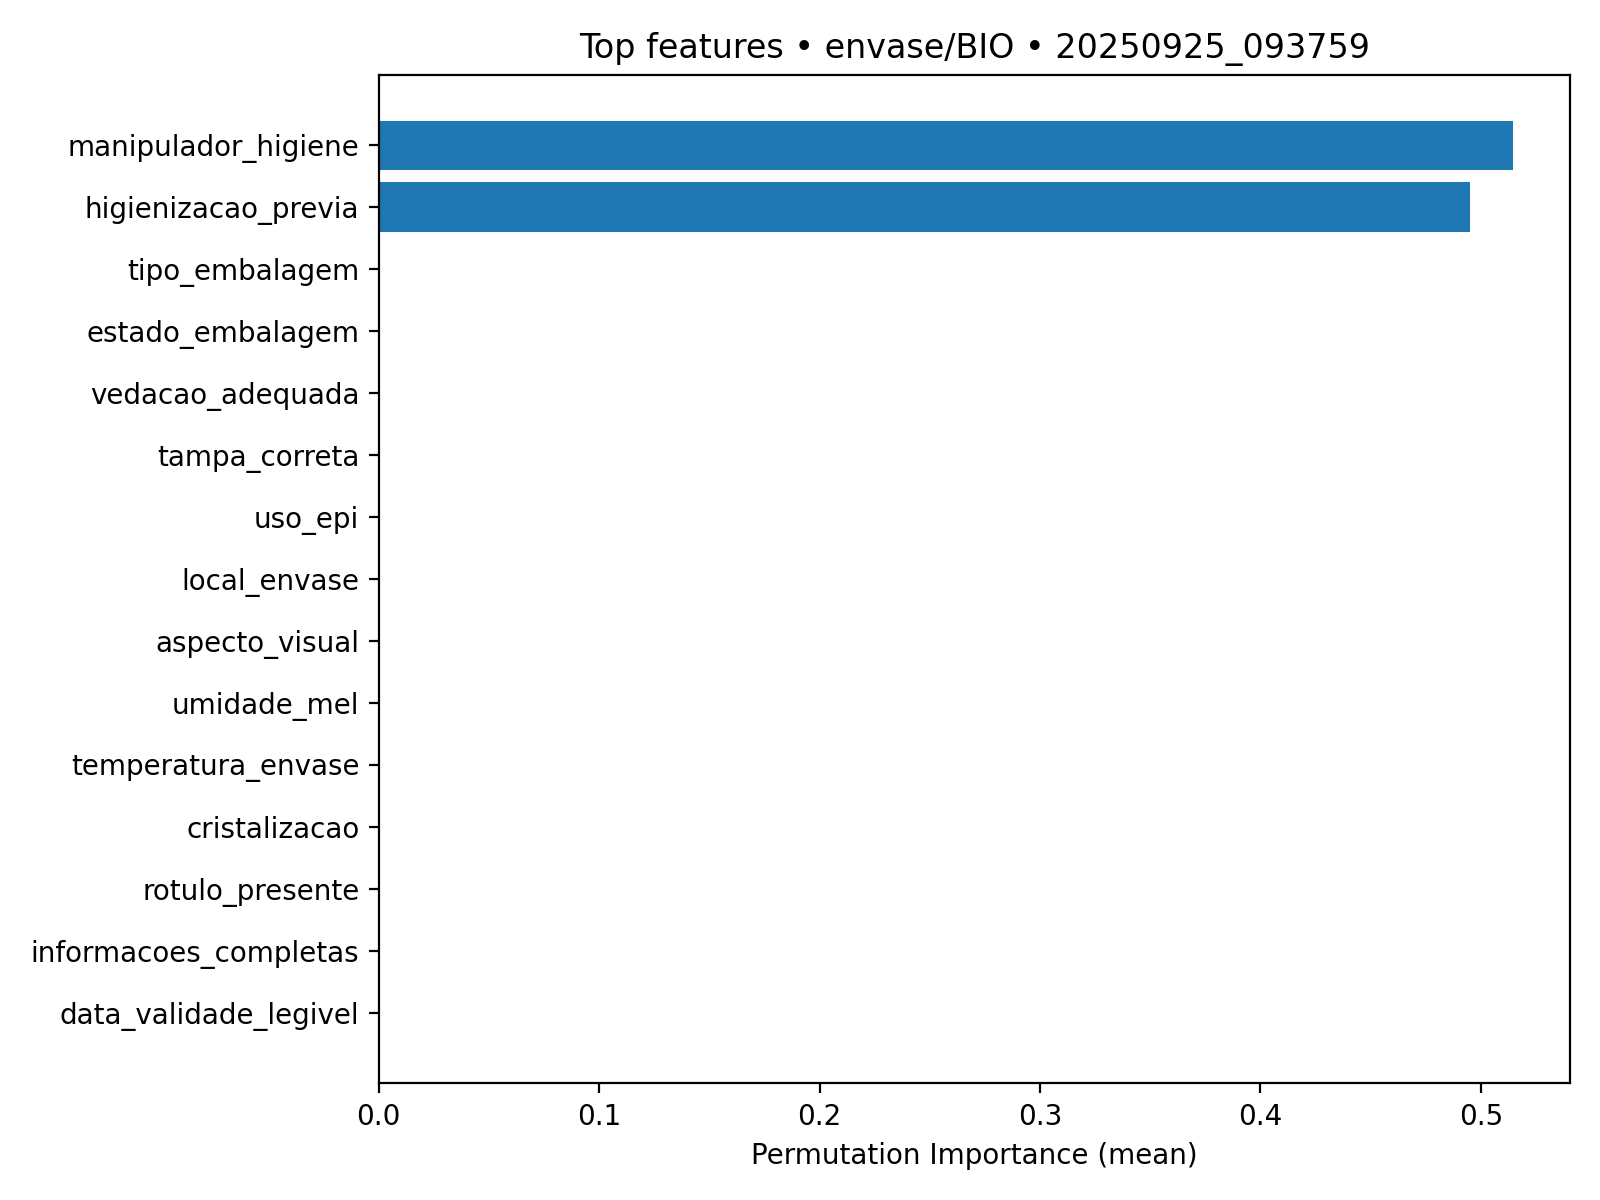 Top features • envase/BIO • 20250925_093759
manipulador_higiene
higienizacao_previa
tipo_embalagem
estado_embalagem
vedacao_adequada
tampa_correta
uso_epi
local_envase
aspecto_visual
umidade_mel
temperatura_envase
cristalizacao
rotulo_presente
informacoes_completas
data_validade_legivel
0.0 0.1 0.2 0.3 0.4 0.5
Permutation Importance (mean)